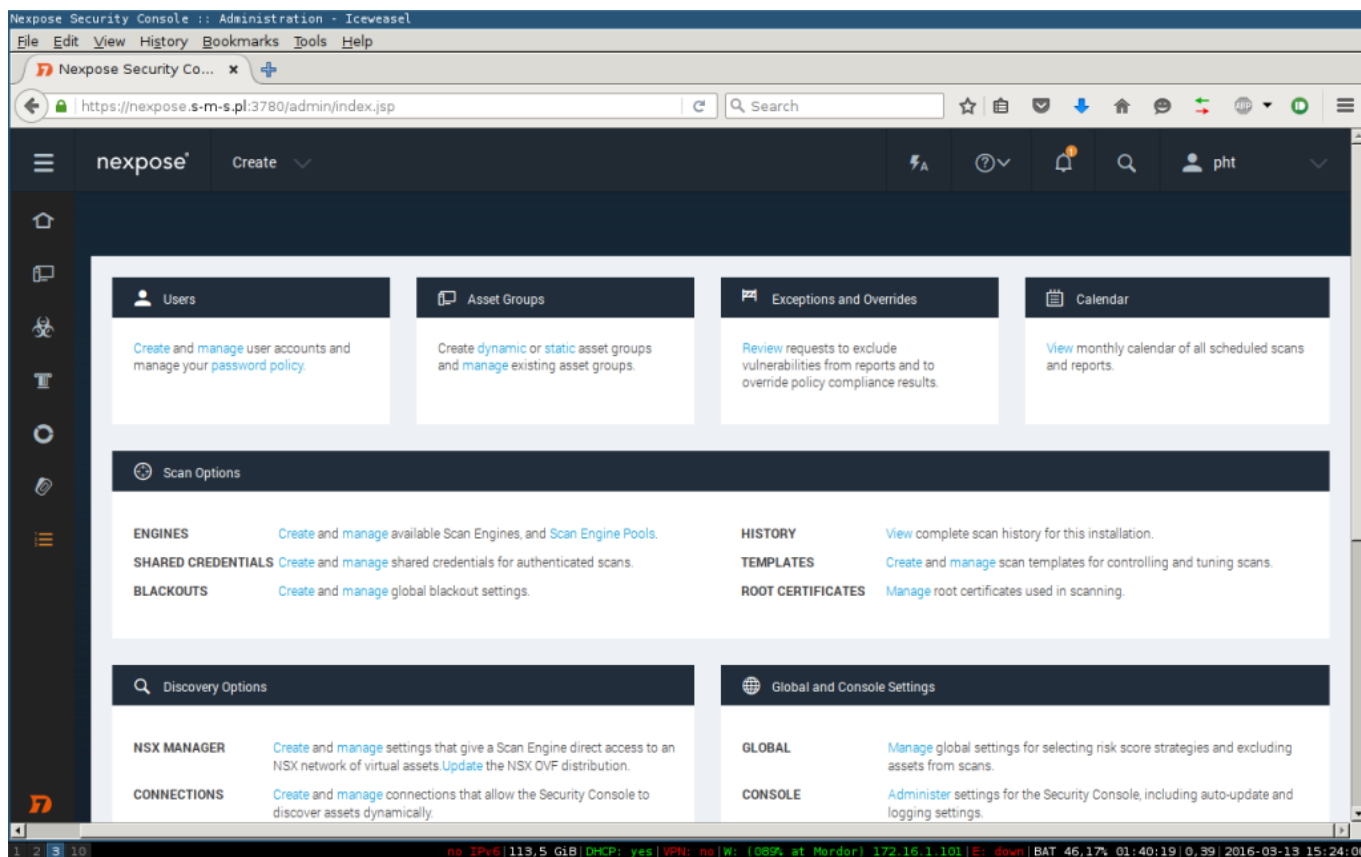 Nexpose Security Console :: Administration - Iceweasel
File Edit View History Bookmarks Tools Help
Nexpose Security Co...
https://nexpose.s-m-s.pl:3780/admin/index.jsp
Search
nexpose
Create
A
1
pht
Users
Create and manage user accounts and
manage your password policy.
Asset Groups
Create dynamic or static asset groups
and manage existing asset groups.
Exceptions and Overrides
Review requests to exclude
vulnerabilities from reports and to
override policy compliance results.
Calendar
View monthly calendar of all scheduled scans
and reports.
Scan Options
ENGINES Create and manage available Scan Engines, and Scan Engine Pools.
SHARED CREDENTIALS Create and manage shared credentials for authenticated scans.
BLACKOUTS Create and manage global blackout settings.
HISTORY View complete scan history for this installation.
TEMPLATES Create and manage scan templates for controlling and tuning scans.
ROOT CERTIFICATES Manage root certificates used in scanning.
Discovery Options
NSX MANAGER Create and manage settings that give a Scan Engine direct access to an
NSX network of virtual assets.Update the NSX OVF distribution.
CONNECTIONS Create and manage connections that allow the Security Console to
discover assets dynamically.
Global and Console Settings
GLOBAL Manage global settings for selecting risk score strategies and excluding
assets from scans.
CONSOLE Administer settings for the Security Console, including auto-update and
logging settings.
1 2 3 10
no IPv6|113,5 GiB|DHCP: yes|VPN: no|W: (089% at Mordor) 172.16.1.101|E: down|BAT 46,17% 01:40:19|0,39|2016-03-13 15:24:0